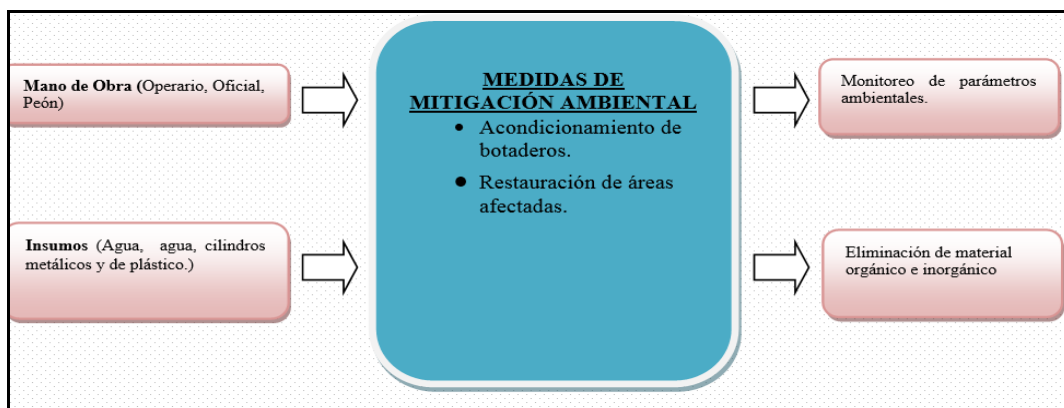 Mano de Obra (Operario, Oficial,
Peón)
Insumos (Agua, agua, cilindros
metálicos y de plástico.)
MEDIDAS DE
MITIGACIÓN AMBIENTAL
• Acondicionamiento de
botaderos.
• Restauración de áreas
afectadas.
Monitoreo de parámetros
ambientales.
Eliminación de material
orgánico e inorgánico